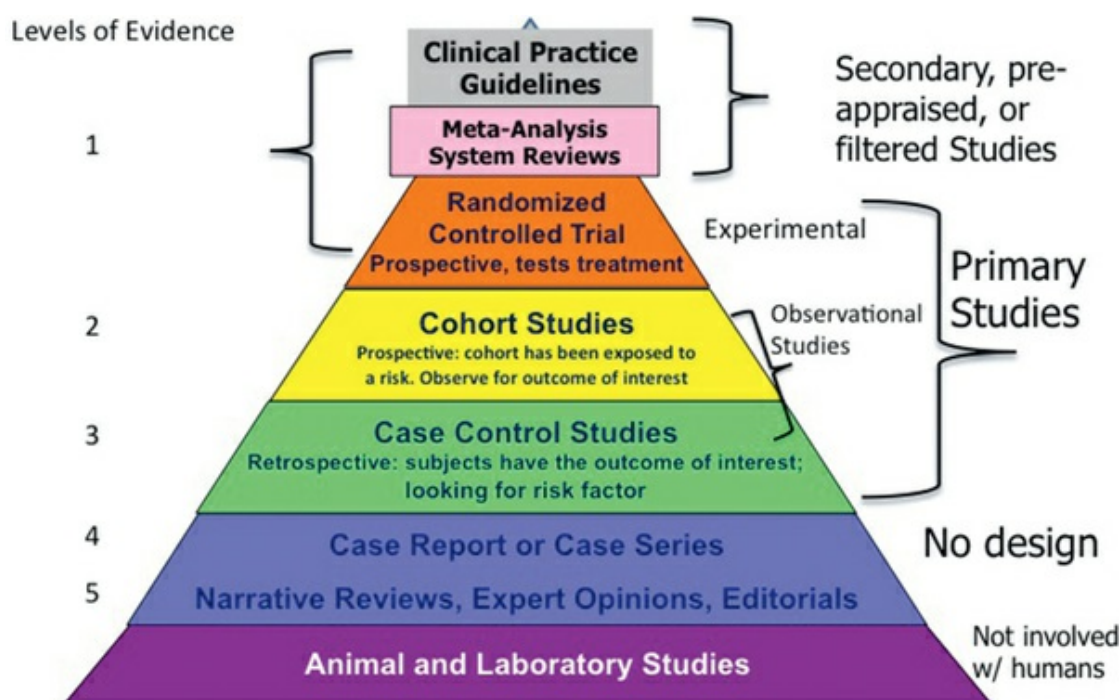 Levels of Evidence
Clinical Practice
Guidelines
Secondary, pre-
appraised, or
filtered Studies
1
Meta-Analysis
System Reviews
Randomized
Controlled Trial
Prospective, tests treatment
Experimental
Primary
Studies
2
Cohort Studies
Prospective: cohort has been exposed to
a risk. Observe for outcome of interest
Observational
Studies
3
Case Control Studies
Retrospective: subjects have the outcome of interest;
looking for risk factor
4
Case Report or Case Series
No design
5
Narrative Reviews, Expert Opinions, Editorials
Animal and Laboratory Studies
Not involved
w/ humans